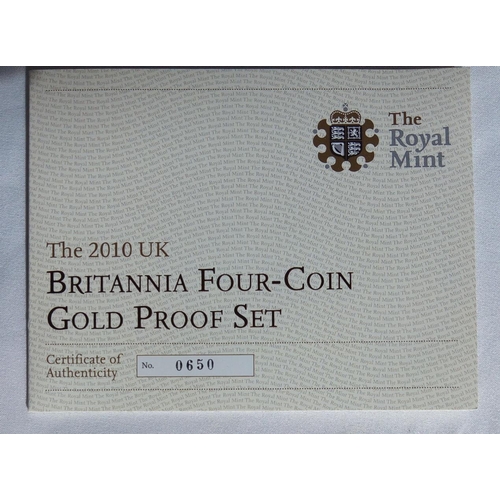 The
Royal
Mint
The 2010 UK
BRITANNIA FOUR-COIN
GOLD PROOF SET
Certificate of
Authenticity
No. 0650